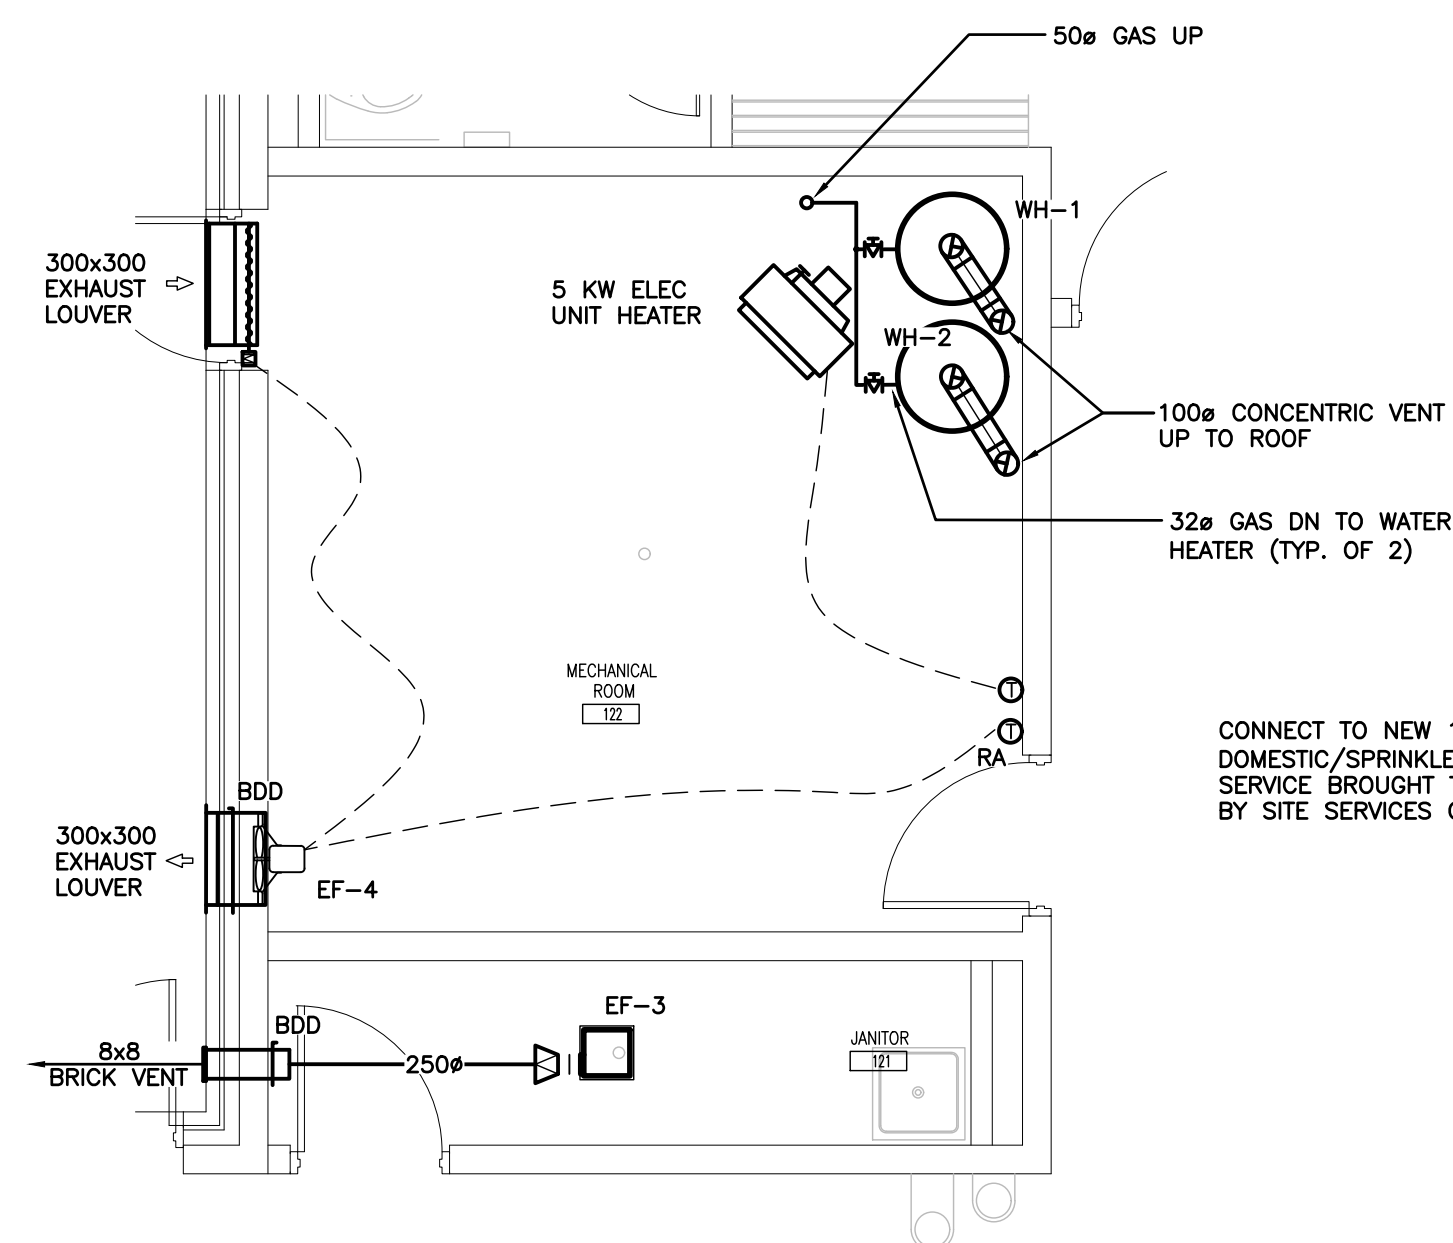 50ø GAS UP
WH-1
300x300
EXHAUST
LOUVER
5 KW ELEC
UNIT HEATER
WH-2
100ø CONCENTRIC VENT
UP TO ROOF
32ø GAS DN TO WATER
HEATER (TYP. OF 2)
MECHANICAL
ROOM
122
T
T
RA
CONNECT TO NEW
DOMESTIC/SPRINKLE
SERVICE BROUGHT
BY SITE SERVICES
BDD
300x300
EXHAUST
LOUVER
EF-4
EF-3
BDD
8x8
BRICK VENT
250ø
JANITOR
121